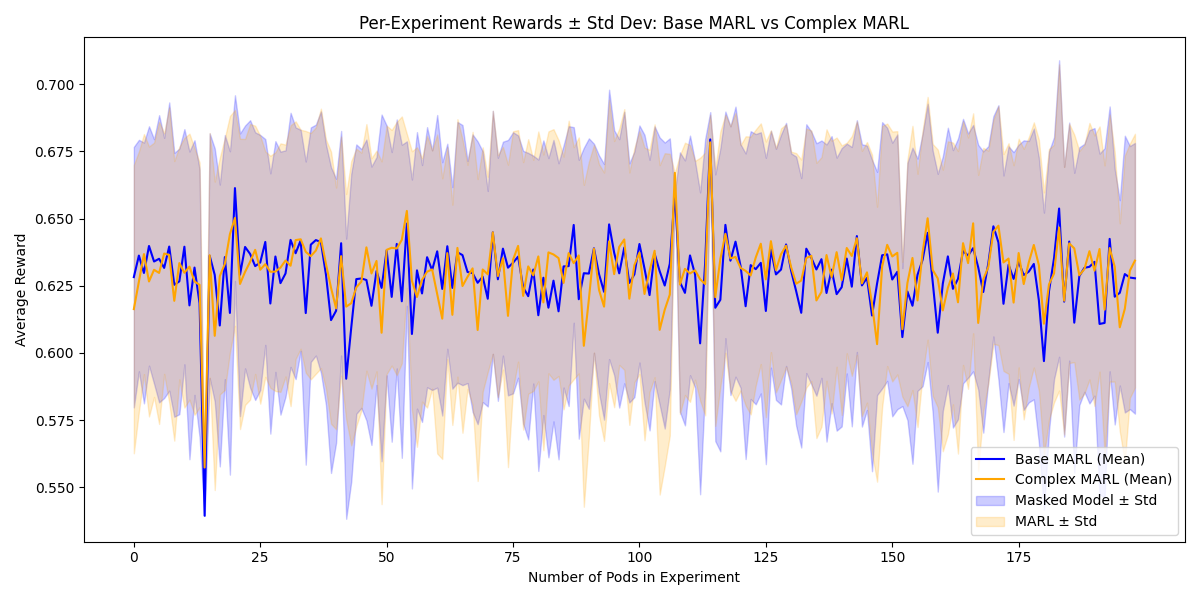 Per-Experiment Rewards ± Std Dev: Base MARL vs Complex MARL
Average Reward
0.700
0.675
0.650
0.625
0.600
0.575
0.550
0 25 50 75 100 125 150 175
Number of Pods in Experiment
Base MARL (Mean)
Complex MARL (Mean)
Masked Model ± Std
MARL ± Std